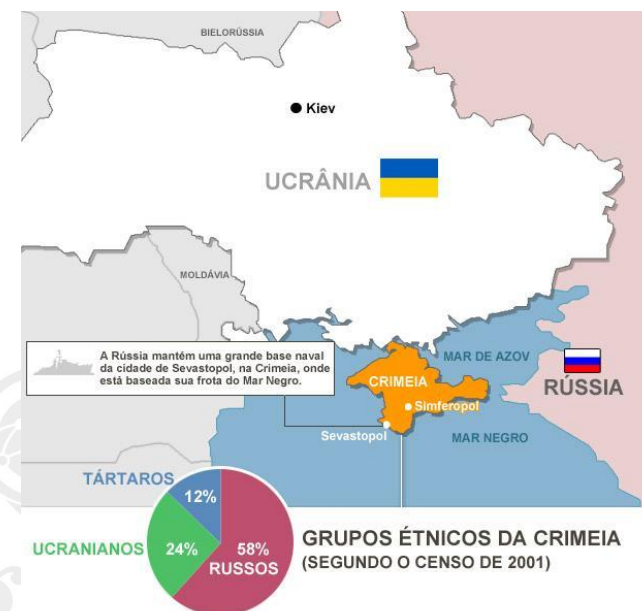 BIELORÚSSIA
Kiev
UCRÂNIA
MOLDÁVIA
A Rússia mantém uma grande base naval
da cidade de Sevastopol, na Crimeia, onde
está baseada sua frota do Mar Negro.
MAR DE AZOV
CRIMEIA
RÚSSIA
Simferopol
Sevastopol
MAR NEGRO
TÁRTAROS
12%
UCRANIANOS
24%
58%
RUSSOS
GRUPOS ÉTNICOS DA CRIMEIA
(SEGUNDO O CENSO DE 2001)